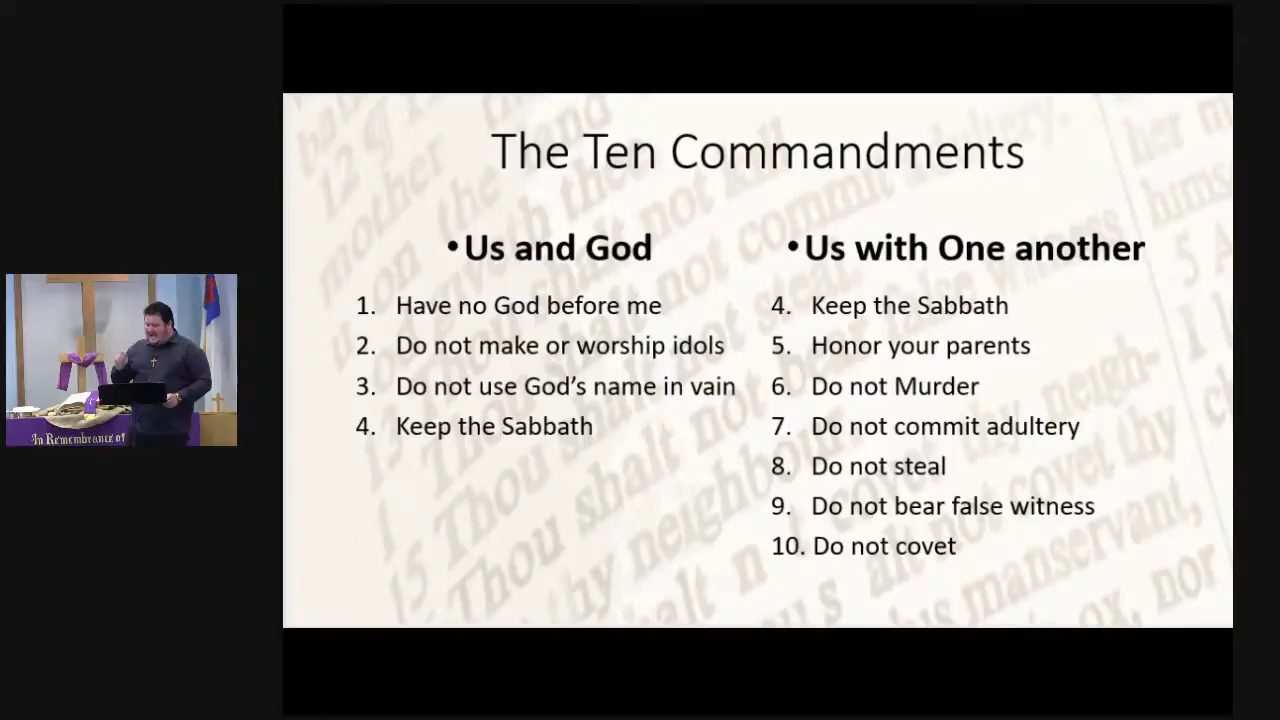 The Ten Commandments
•Us and God
1. Have no God before me
2. Do not make or worship idols
3. Do not use God's name in vain
4. Keep the Sabbath
•Us with One another
4. Keep the Sabbath
5. Honor your parents
6. Do not Murder
7. Do not commit adultery
8. Do not steal
9. Do not bear false witness
10. Do not covet
In Remembrance of